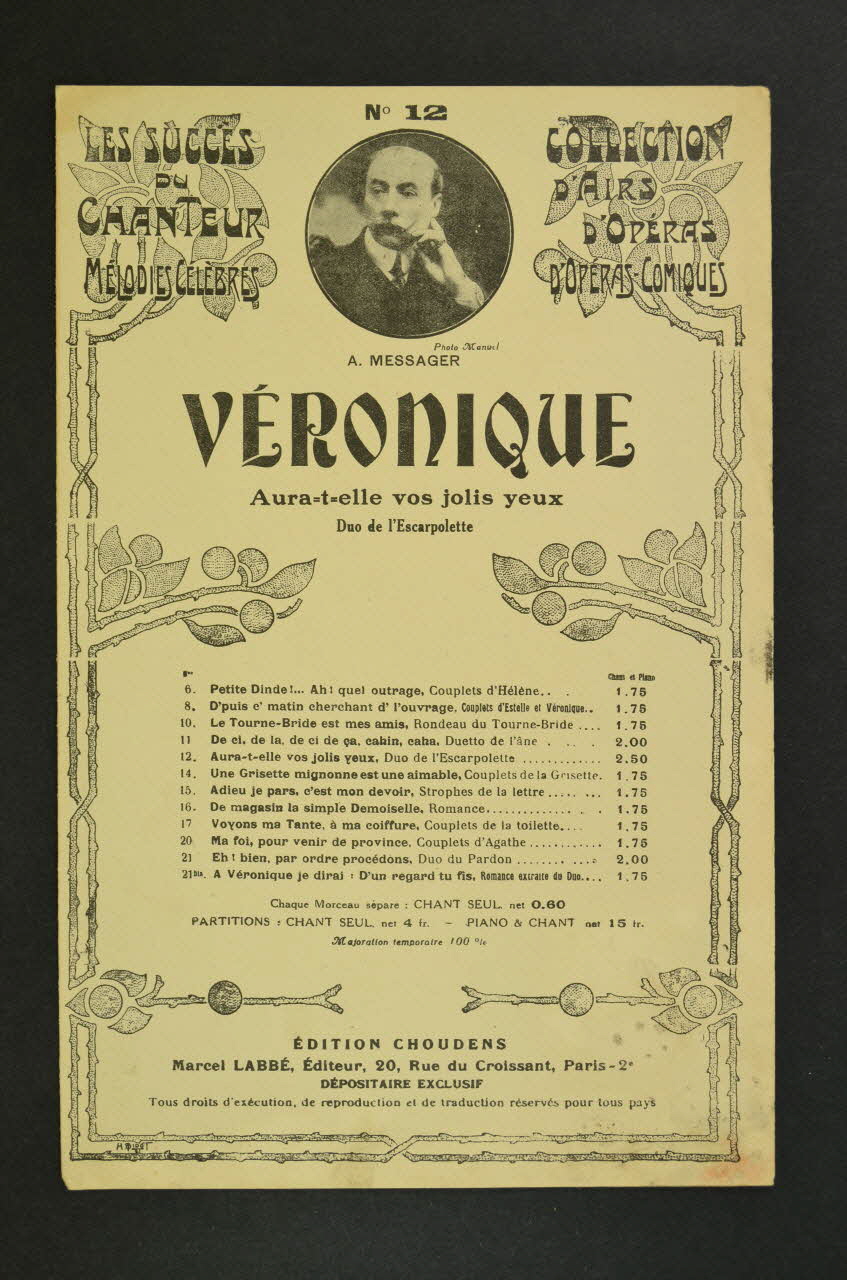 No 12
LES SUCCÈS
DU
CHANTEUR
MÉLODIES CÉLÈBRES
COLLECTION
D'AIRS
D'OPÉRAS
D'OPÉRAS-COMIQUES
Photo Manuel
A. MESSAGER
VÉRONIQUE
Aura=t=elle vos jolis yeux
Duo de l'Escarpolette
Nos Chant et Piano
6. Petite Dinde!... Ah! quel outrage, Couplets d'Hélène.. . 1.75
8. D'puis c' matin cherchant d' l'ouvrage, Couplets d'Estelle et Véronique.. 1.75
10. Le Tourne-Bride est mes amis, Rondeau du Tourne-Bride .... 1.75
11 De ci, de la, de ci de ça, cahin, caha, Duetto de l'âne . .. . 2.00
12. Aura-t-elle vos jolis yeux, Duo de l'Escarpolette ............. 2.50
14. Une Grisette mignonne est une aimable, Couplets de la Grisette. 1.75
15. Adieu je pars, c'est mon devoir, Strophes de la lettre ..... ... 1.75
16. De magasin la simple Demoiselle, Romance............. . . 1.75
17 Voyons ma Tante, à ma coiffure, Couplets de la toilette.... 1.75
20 Ma foi, pour venir de province, Couplets d'Agathe ............ 1.75
21 Eh! bien, par ordre procédons, Duo du Pardon ........ .... 2.00
21bis. A Véronique je dirai : D'un regard tu fis, Romance extraite du Duo.... 1.75
Chaque Morceau séparé : CHANT SEUL, net 0.60
PARTITIONS : CHANT SEUL, net 4 fr. – PIANO & CHANT net 15 fr.
Majoration temporaire 100 %
ÉDITION CHOUDENS
Marcel LABBÉ, Éditeur, 20, Rue du Croissant, Paris-2e
DÉPOSITAIRE EXCLUSIF
Tous droits d'exécution, de reproduction et de traduction réservés pour tous pays